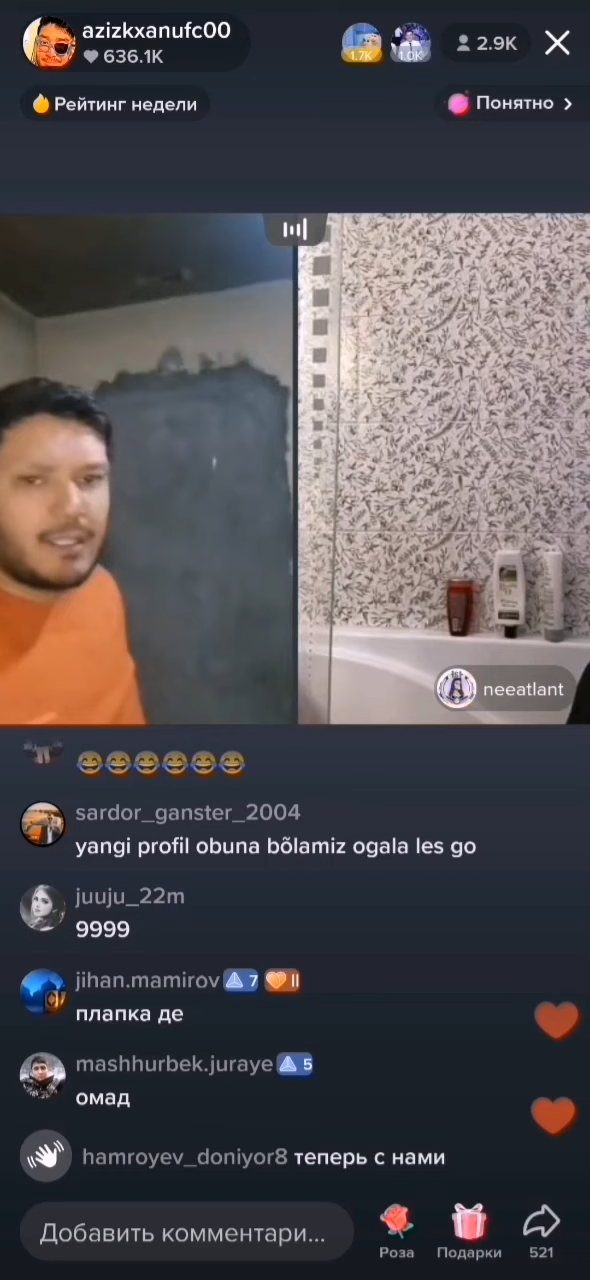 azizkxanufc00
636.1K
1.7K
1.0K
2.9K
Рейтинг недели
Понятно
neeatlant
😂😂😂😂😂😂
sardor_ganster_2004
yangi profil obuna bõlamiz ogala les go
juuju_22m
9999
jihan.mamirov 7 II
плапка де
mashhurbek.juraye 5
омад
hamroyev_doniyor8 теперь с нами
Добавить комментари...
Роза
Подарки
521